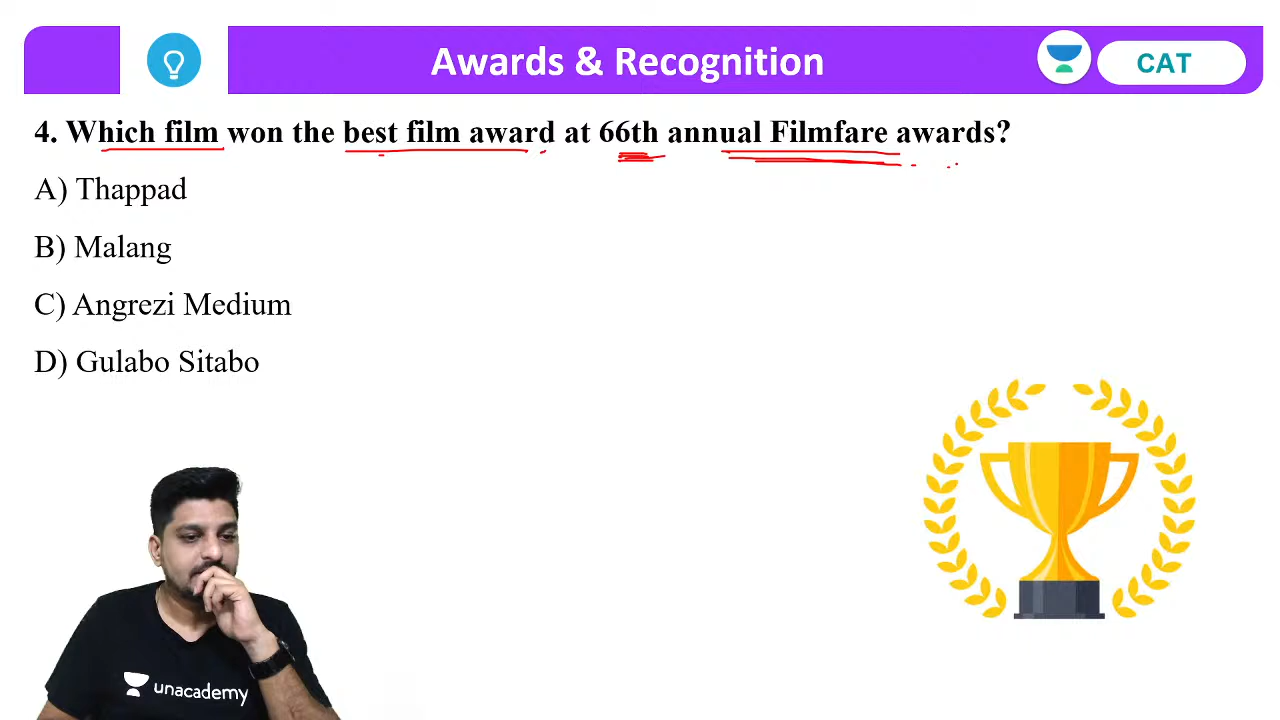 Awards & Recognition
CAT
4. Which film won the best film award at 66th annual Filmfare awards?
A) Thappad
B) Malang
C) Angrezi Medium
D) Gulabo Sitabo
unacademy